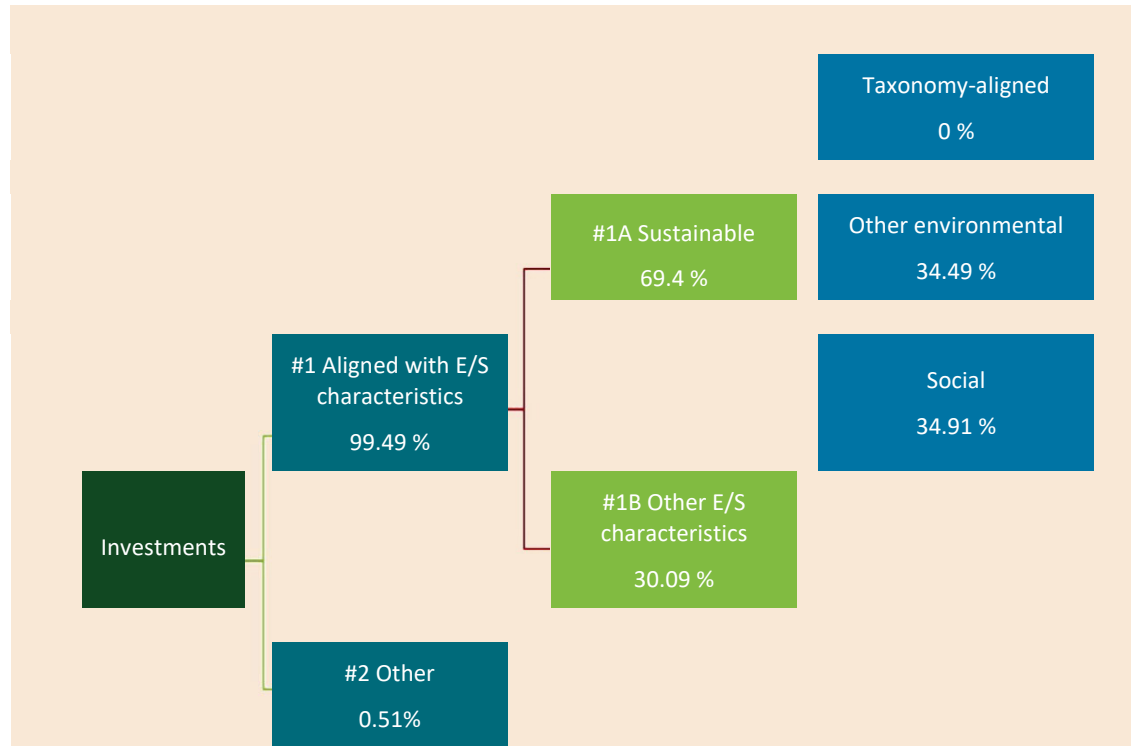 Taxonomy-aligned
0 %
#1A Sustainable
69.4 %
Other environmental
34.49 %
#1 Aligned with E/S
characteristics
99.49 %
Social
34.91 %
Investments
#1B Other E/S
characteristics
30.09 %
#2 Other
0.51%